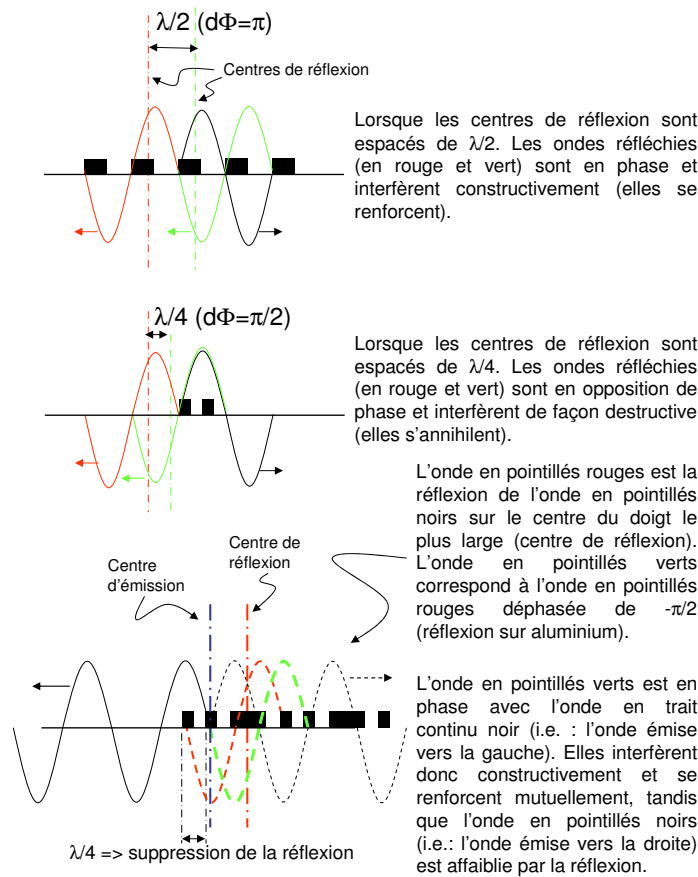 λ/2 (dΦ=π)
Centres de réflexion
Lorsque les centres de réflexion sont
espacés de λ/2. Les ondes réfléchies
(en rouge et vert) sont en phase et
interfèrent constructivement (elles se
renforcent).
λ/4 (dΦ=π/2)
Lorsque les centres de réflexion sont
espacés de λ/4. Les ondes réfléchies
(en rouge et vert) sont en opposition de
phase et interfèrent de façon destructive
(elles s'annihilent).
L'onde en pointillés rouges est la
réflexion de l'onde en pointillés
noirs sur le centre du doigt le
plus large (centre de réflexion).
L'onde en pointillés verts
correspond à l'onde en pointillés
rouges déphasée de -π/2
(réflexion sur aluminium).
Centre
d'émission
Centre de
réflexion
L'onde en pointillés verts est en
phase avec l'onde en trait
continu noir (i.e. : l'onde émise
vers la gauche). Elles interfèrent
donc constructivement et se
renforcent mutuellement, tandis
que l'onde en pointillés noirs
(i.e.: l'onde émise vers la droite)
est affaiblie par la réflexion.
λ/4 => suppression de la réflexion